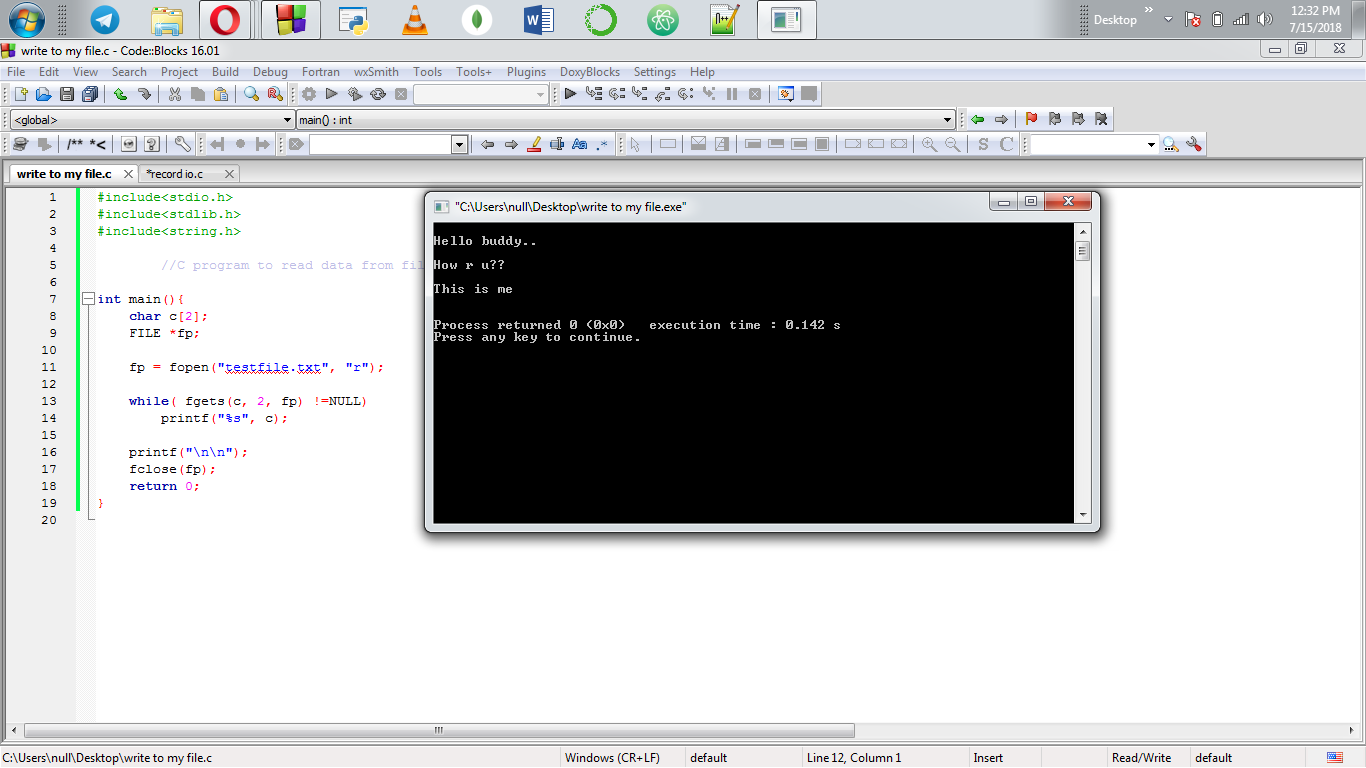 Desktop
»
12:32 PM
7/15/2018
write to my file.c - Code::Blocks 16.01
File Edit View Search Project Build Debug Fortran wxSmith Tools Tools+ Plugins DoxyBlocks Settings Help
<global>
main() : int
/** *<
Aa .*
S C
write to my file.c
*record io.c
1 #include<stdio.h>
2 #include<stdlib.h>
3 #include<string.h>
4
5 //C program to read data from fil
6
7 int main(){
8 char c[2];
9 FILE *fp;
10
11 fp = fopen("testfile.txt", "r");
12
13 while( fgets(c, 2, fp) !=NULL)
14 printf("%s", c);
15
16 printf("\n\n");
17 fclose(fp);
18 return 0;
19 }
20
"C:\Users\null\Desktop\write to my file.exe"
Hello buddy..
How r u??
This is me
Process returned 0 (0x0)   execution time : 0.142 s
Press any key to continue.
C:\Users\null\Desktop\write to my file.c
Windows (CR+LF)
default
Line 12, Column 1
Insert
Read/Write
default